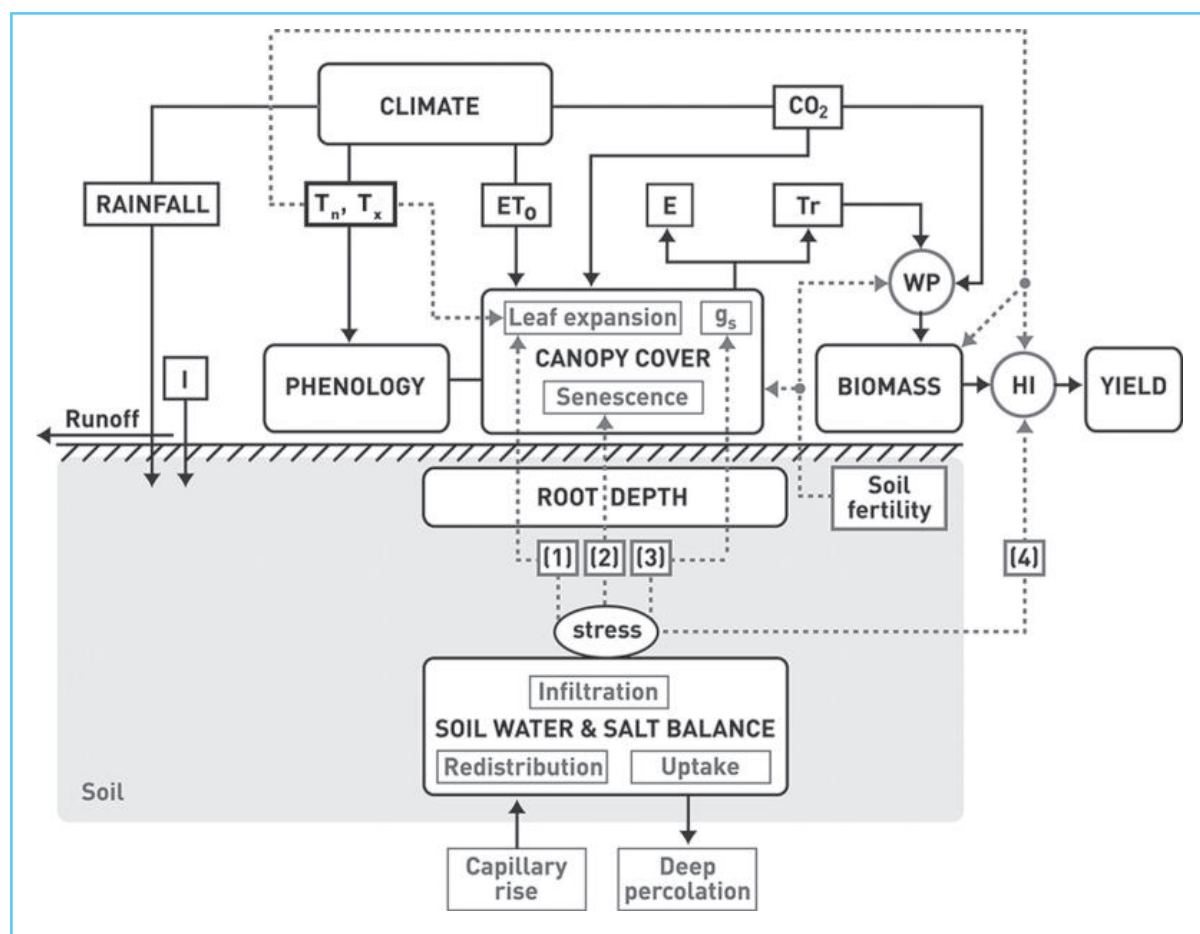 CLIMATE
CO₂
RAINFALL
Tₙ, Tₓ
ET₀
E
Tr
WP
Leaf expansion
gₛ
CANOPY COVER
Senescence
PHENOLOGY
I
BIOMASS
HI
YIELD
Runoff
ROOT DEPTH
Soil
fertility
(1)
(2)
(3)
(4)
stress
Infiltration
SOIL WATER & SALT BALANCE
Redistribution
Uptake
Soil
Capillary
rise
Deep
percolation